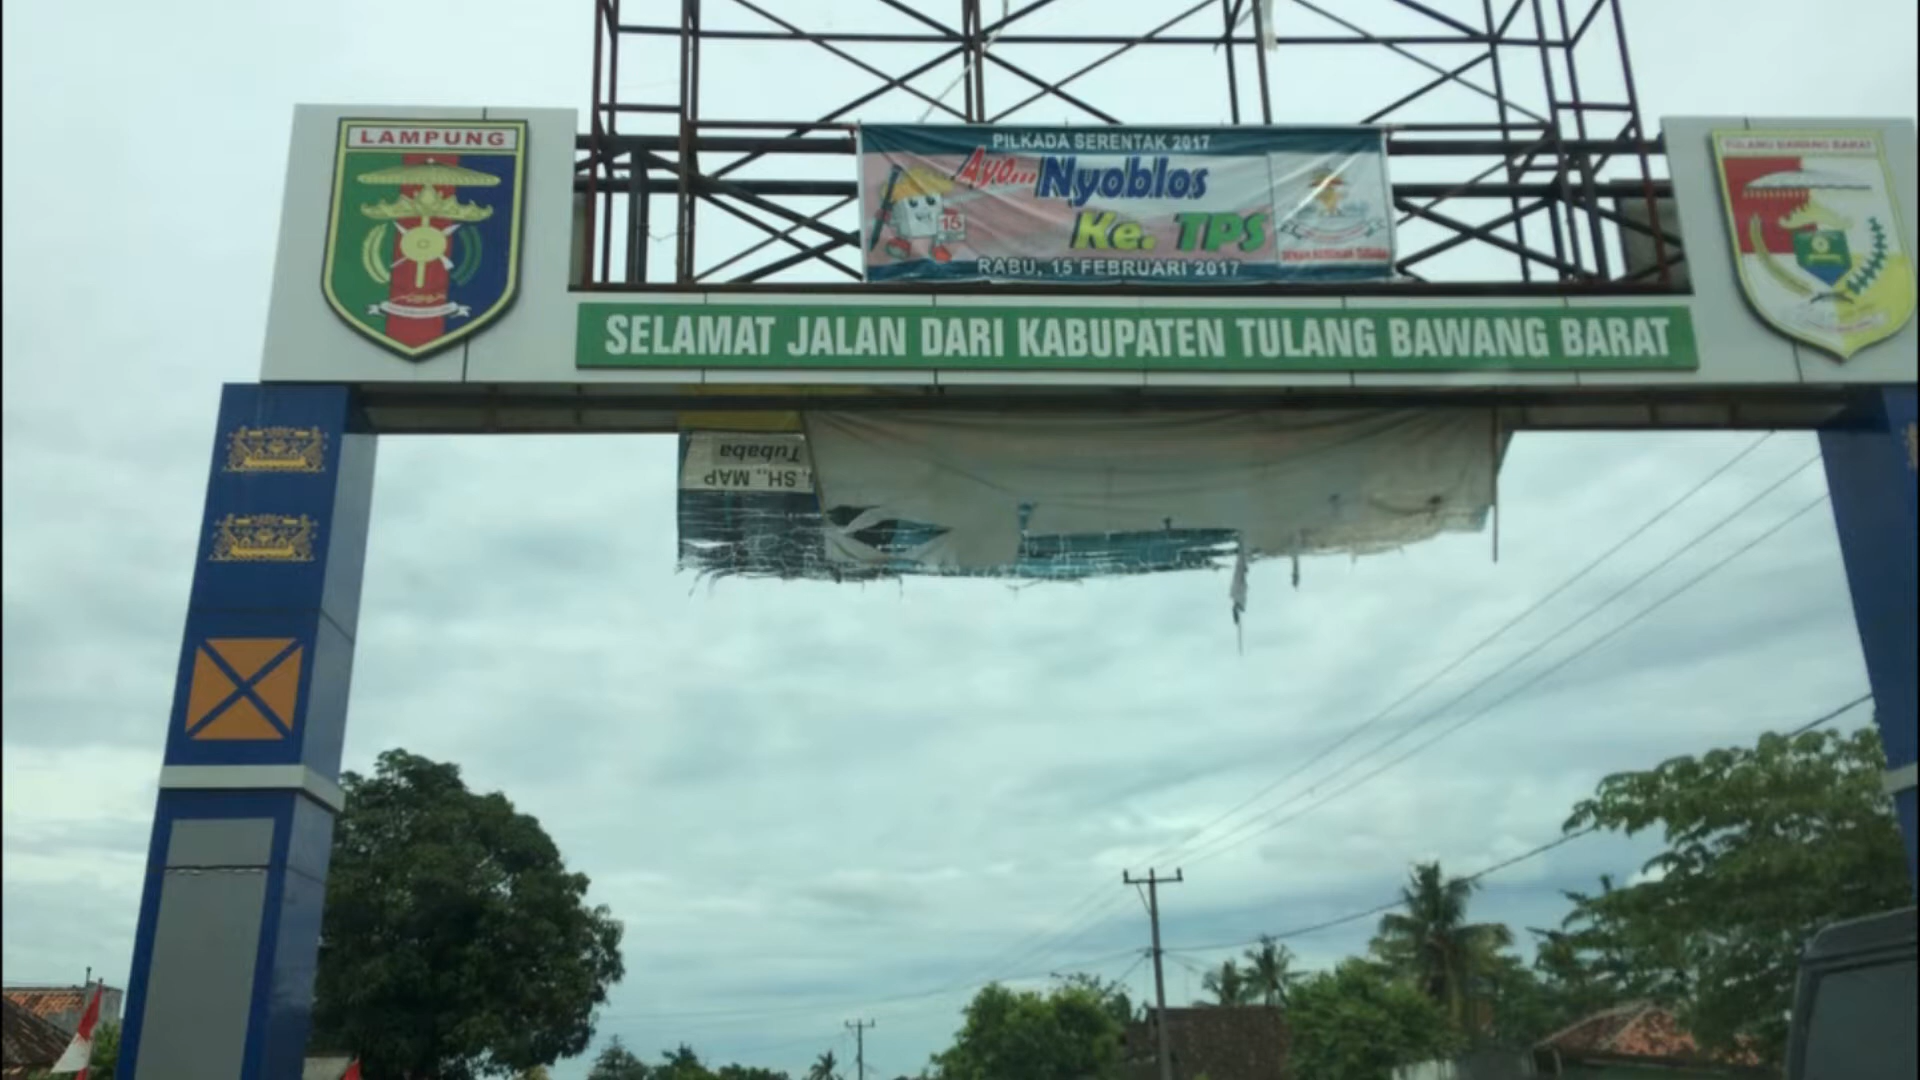 LAMPUNG
PILKADA SERENTAK 2017
Ayo... Nyoblos
Ke. TPS
15
RABU, 15 FEBRUARI 2017
TULANG BAWANG BARAT
SELAMAT JALAN DARI KABUPATEN TULANG BAWANG BARAT
Tubaba
, SH., MAP